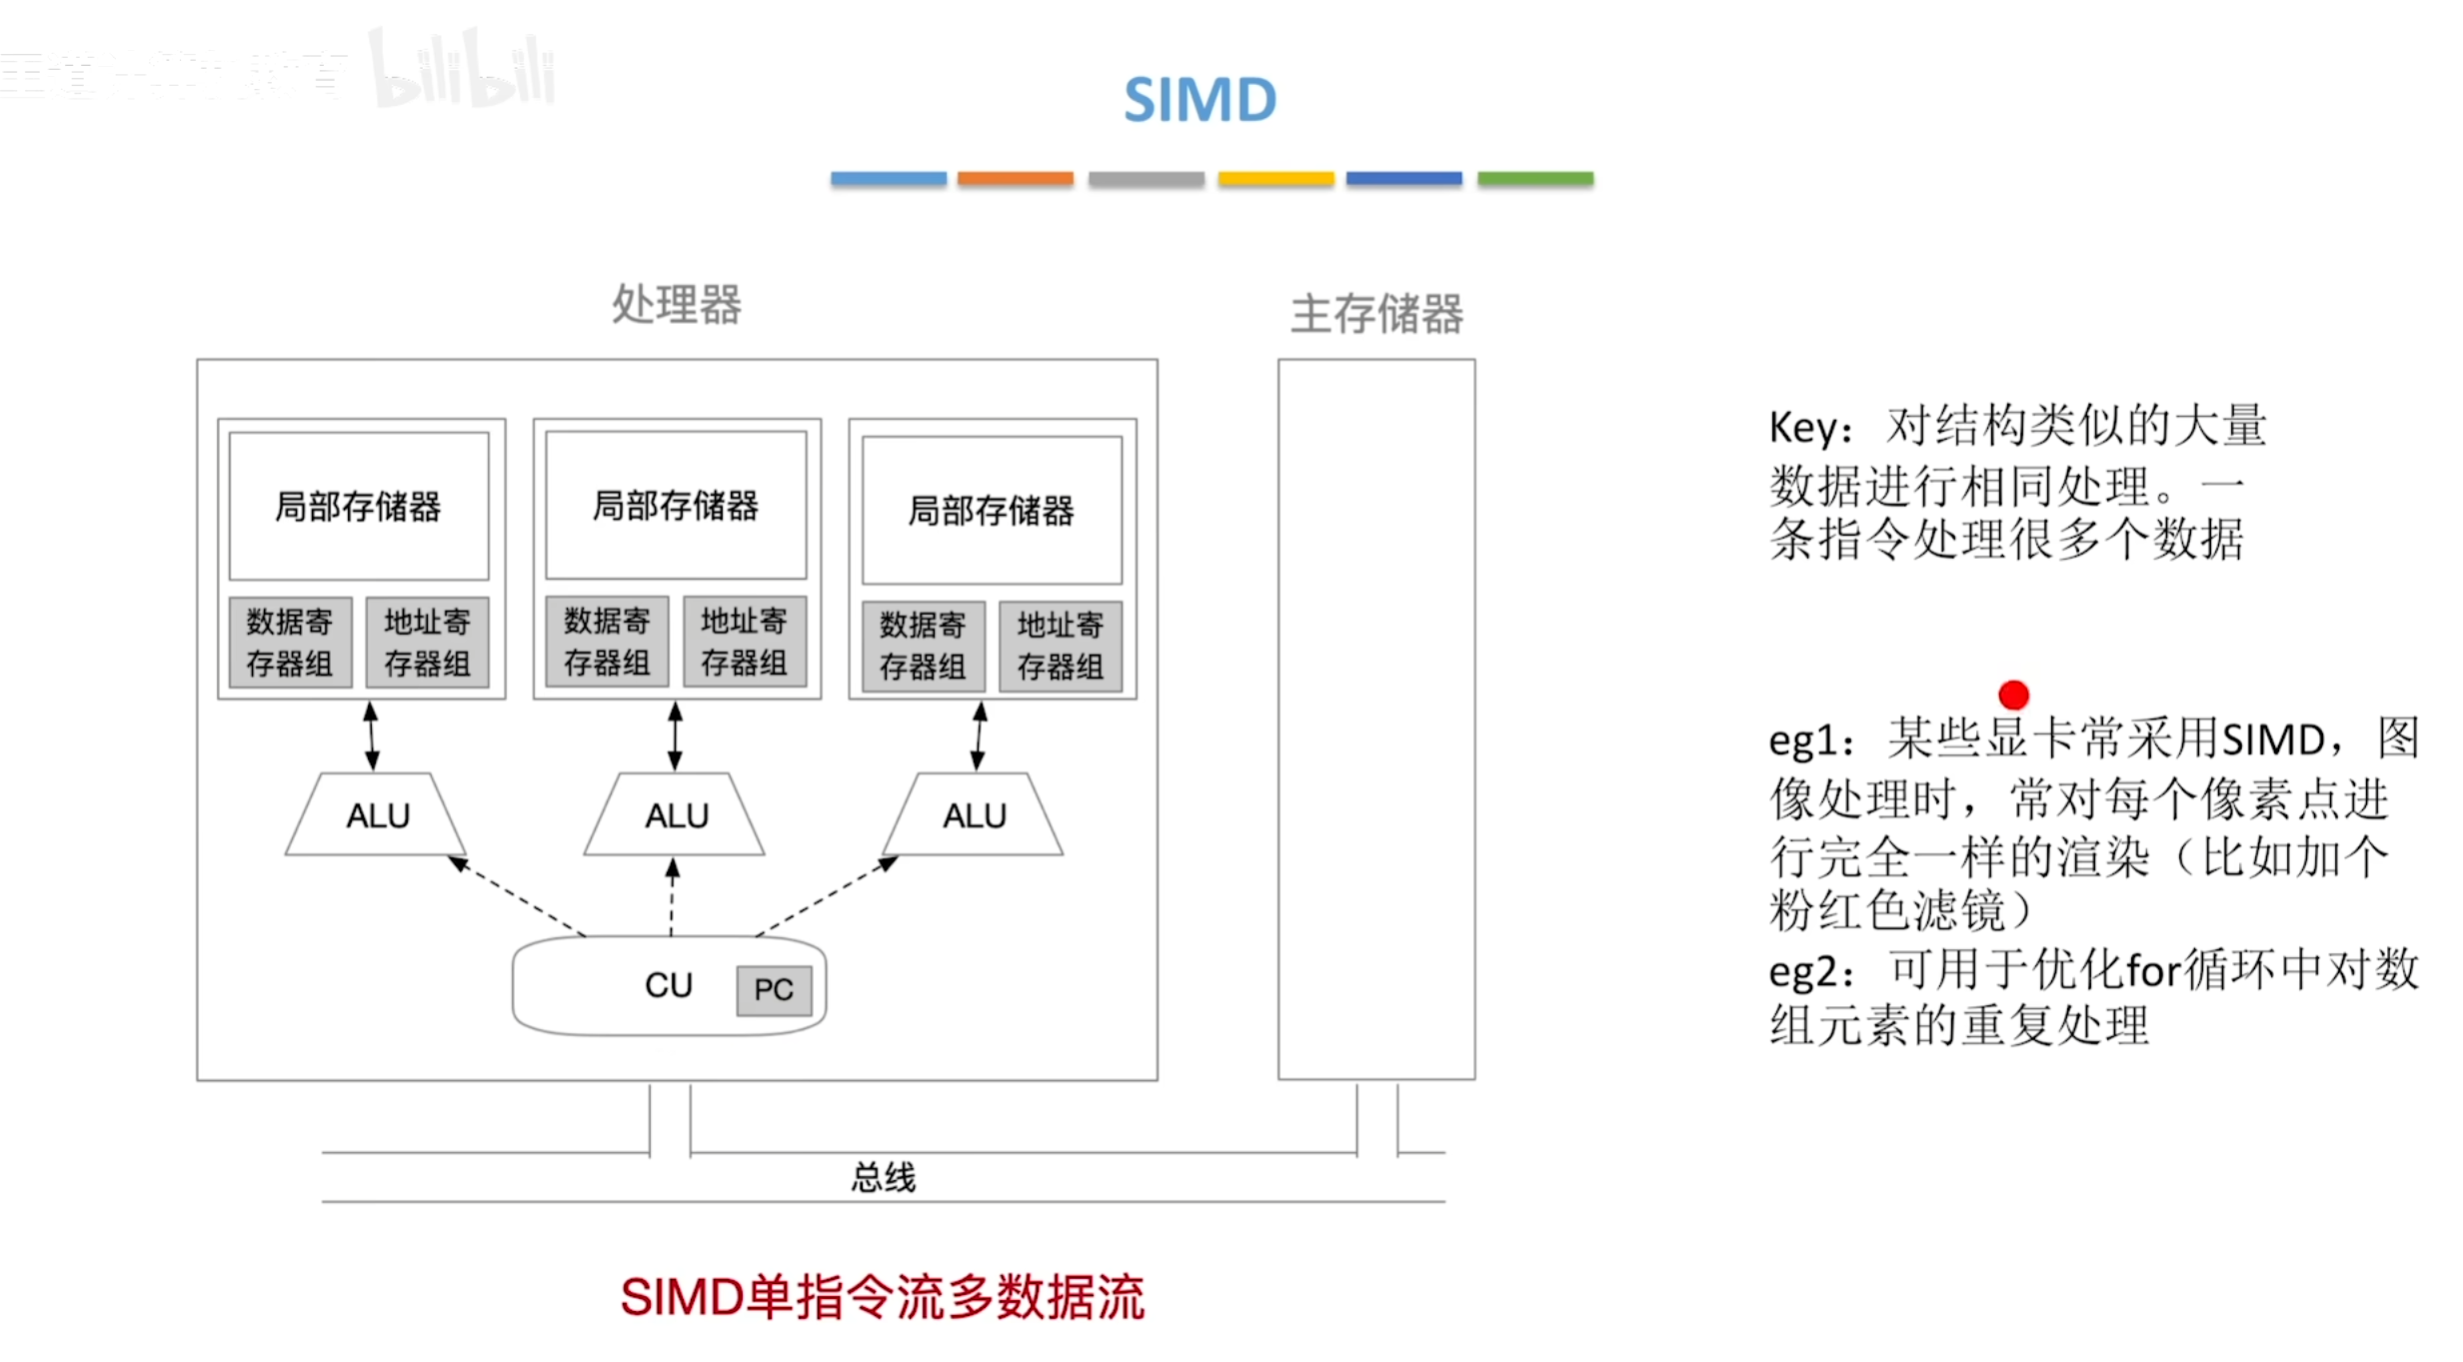 bilibili
SIMD
处理器
主存储器
局部存储器
局部存储器
局部存储器
数据寄
存器组
地址寄
存器组
数据寄
存器组
地址寄
存器组
数据寄
存器组
地址寄
存器组
ALU
ALU
ALU
CU
PC
总线
SIMD单指令流多数据流
Key：对结构类似的大量
数据进行相同处理。一
条指令处理很多个数据
eg1：某些显卡常采用SIMD，图
像处理时，常对每个像素点进
行完全一样的渲染（比如加个
粉红色滤镜）
eg2：可用于优化for循环中对数
组元素的重复处理